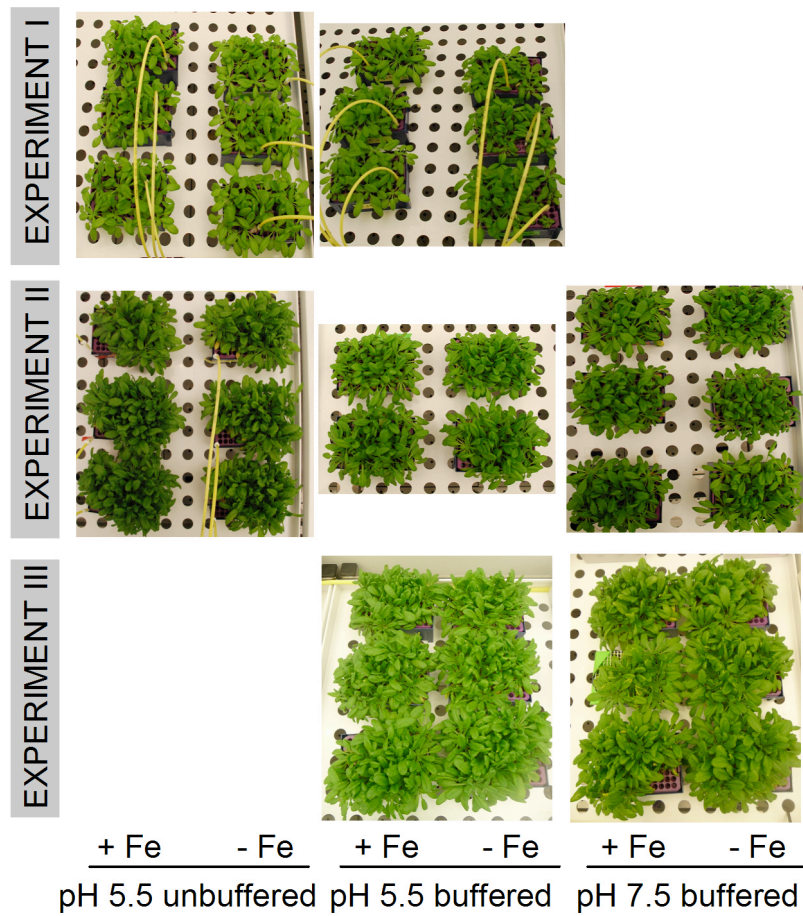 EXPERIMENT I
EXPERIMENT II
EXPERIMENT III
+ Fe - Fe + Fe - Fe + Fe - Fe
pH 5.5 unbuffered pH 5.5 buffered pH 7.5 buffered